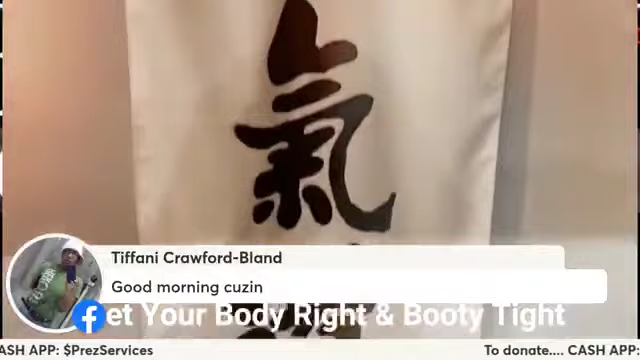 氣
Tiffani Crawford-Bland
Good morning cuzin
et Your Body Right & Booty Tight
ASH APP: $PrezServices
To donate.... CASH APP: